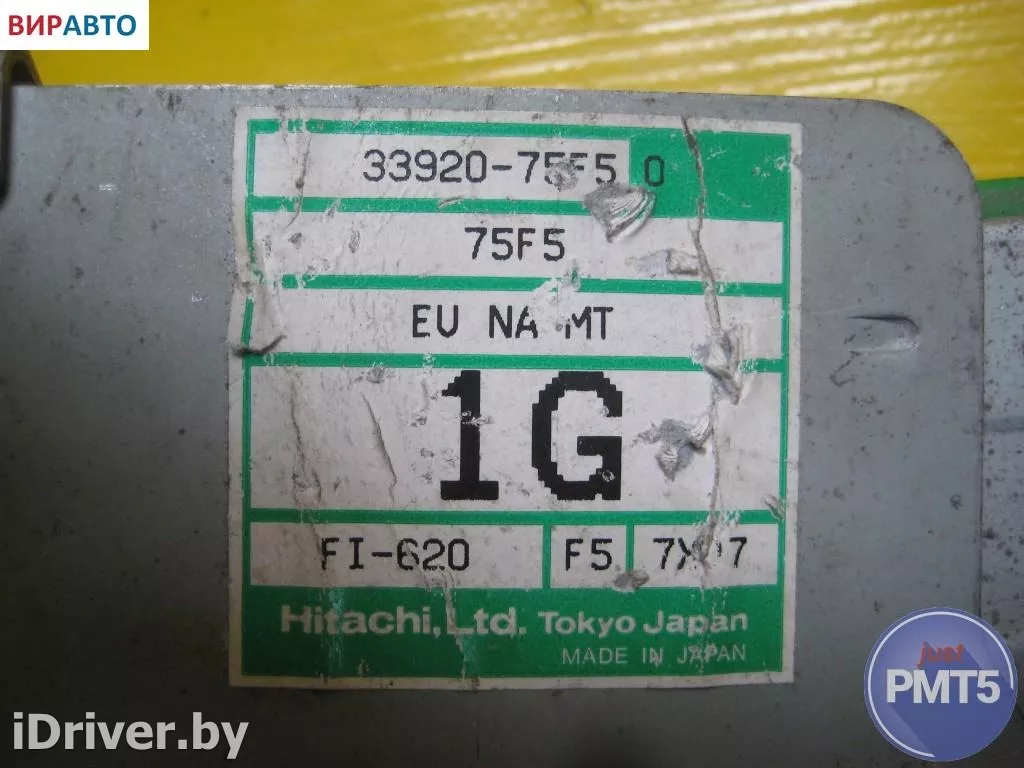 ВИРАВТО
33920-75F5 0
75F5
EU NA MT
1G
FI-620 F5
Hitachi, Ltd. Tokyo Japan
MADE IN JAPAN
just
PMT5
iDriver.by